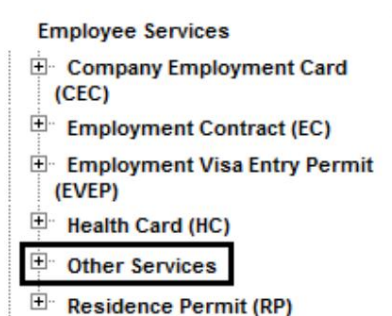 Employee Services
Company Employment Card
(CEC)
Employment Contract (EC)
Employment Visa Entry Permit
(EVEP)
Health Card (HC)
Other Services
Residence Permit (RP)